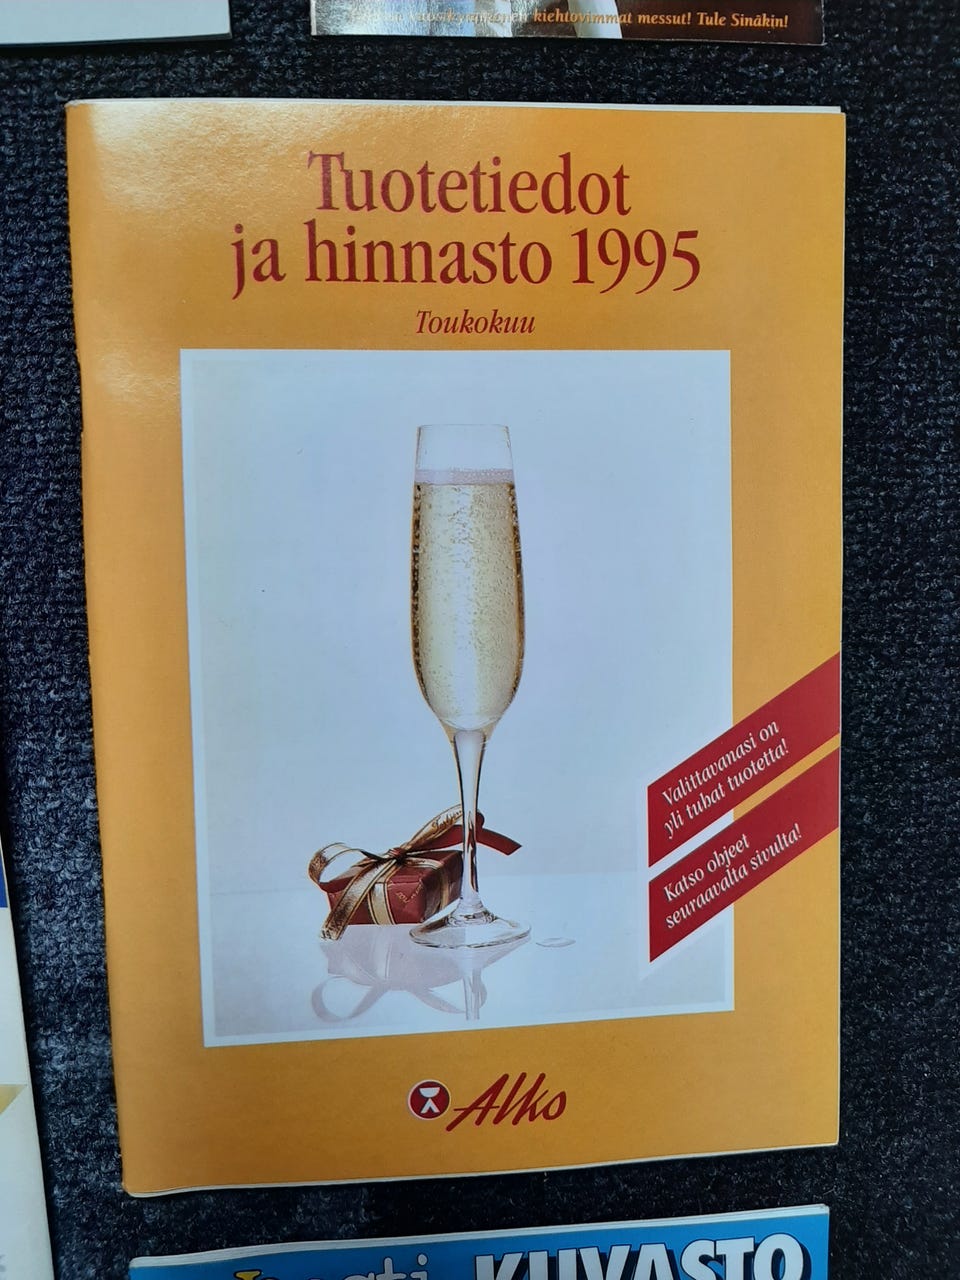 kiehtovimmat messut! Tule Sinäkin!
Tuotetiedot
ja hinnasto 1995
Toukokuu
Valittavanasi on
yli tuhat tuotetta!
Katso ohjeet
seuraavalta sivulta!
Alko
KUVASTO